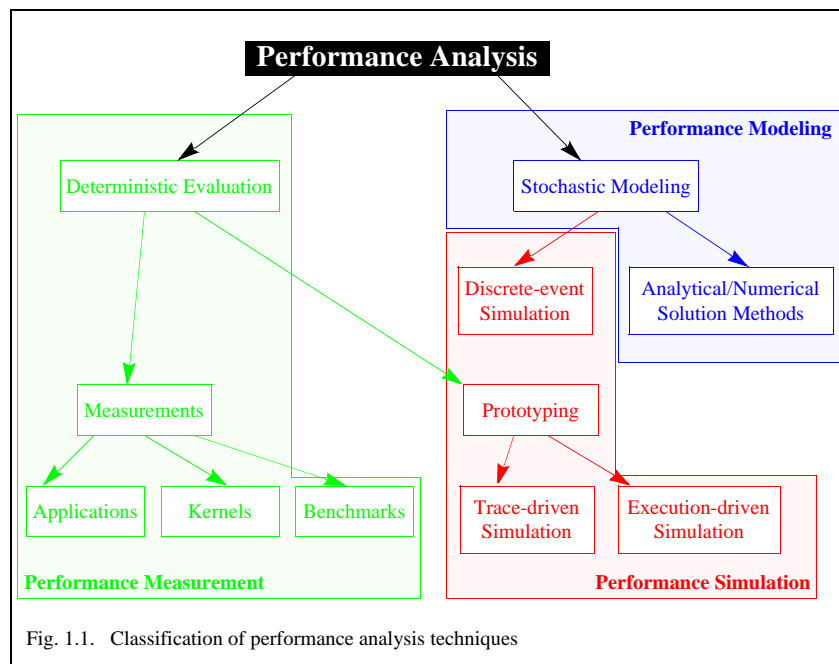 Performance Analysis
Performance Modeling
Deterministic Evaluation
Stochastic Modeling
Discrete-event
Simulation
Analytical/Numerical
Solution Methods
Measurements
Prototyping
Applications
Kernels
Benchmarks
Trace-driven
Simulation
Execution-driven
Simulation
Performance Measurement
Performance Simulation
Fig. 1.1. Classification of performance analysis techniques